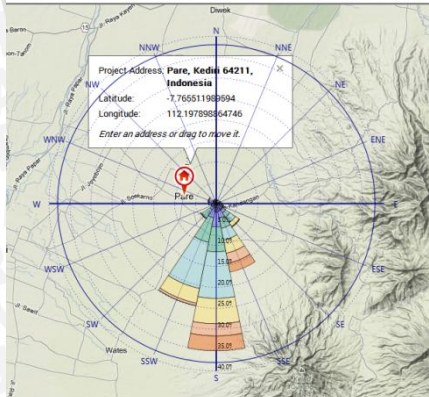 Diwek
N
NNW
NNE
15
Project Address: Pare, Kediri 64211,
Indonesia
Latitude: -7.765511989594
Longitude: 112.197898864746
Enter an address or drag to move it.
NW
NE
WNW
ENE
Pare
W
E
WSW
ESE
10.0%
15.0%
20.0%
25.0%
30.0%
35.0%
40.0%
SW
SE
Wates
SSW
SSE
S